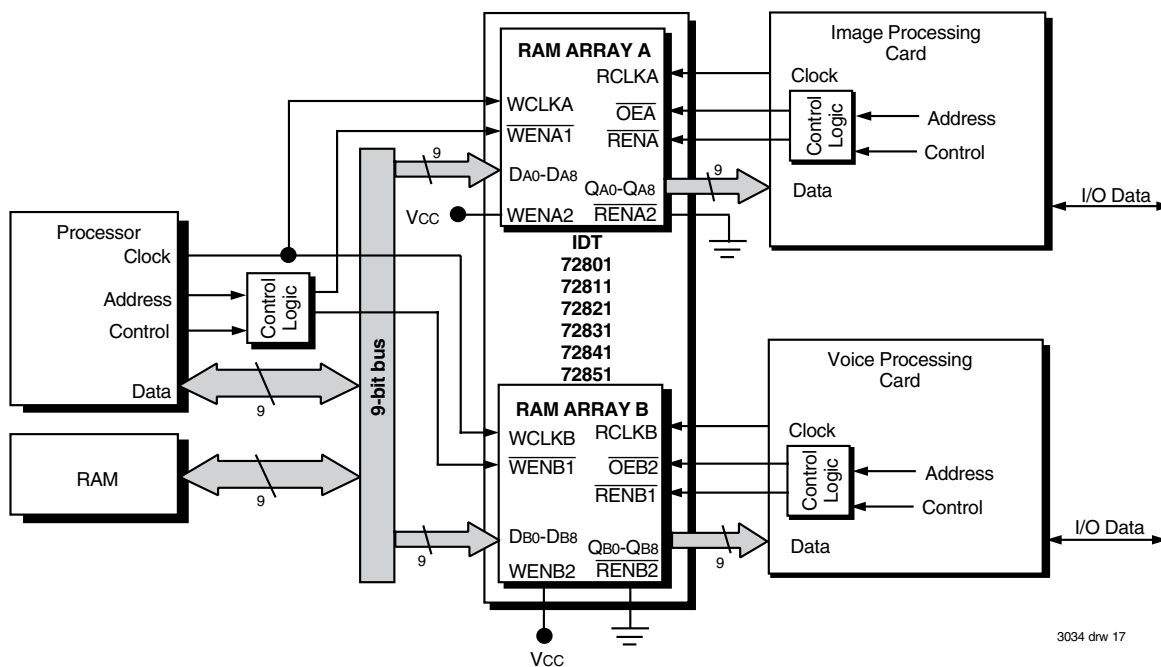 Processor
Clock
Address
Control
Data
Control
Logic
RAM
9
9
9-bit bus
9
9
VCC
RAM ARRAY A
WCLKA
WENA1
DA0-DA8
WENA2
RCLKA
OEA
RENA
QA0-QA8
RENA2
IDT
72801
72811
72821
72831
72841
72851
RAM ARRAY B
WCLKB
WENB1
DB0-DB8
WENB2
RCLKB
OEB2
RENB1
QB0-QB8
RENB2
VCC
9
9
Image Processing
Card
Clock
Control
Logic
Address
Control
Data
I/O Data
Voice Processing
Card
Clock
Control
Logic
Address
Control
Data
I/O Data
3034 drw 17